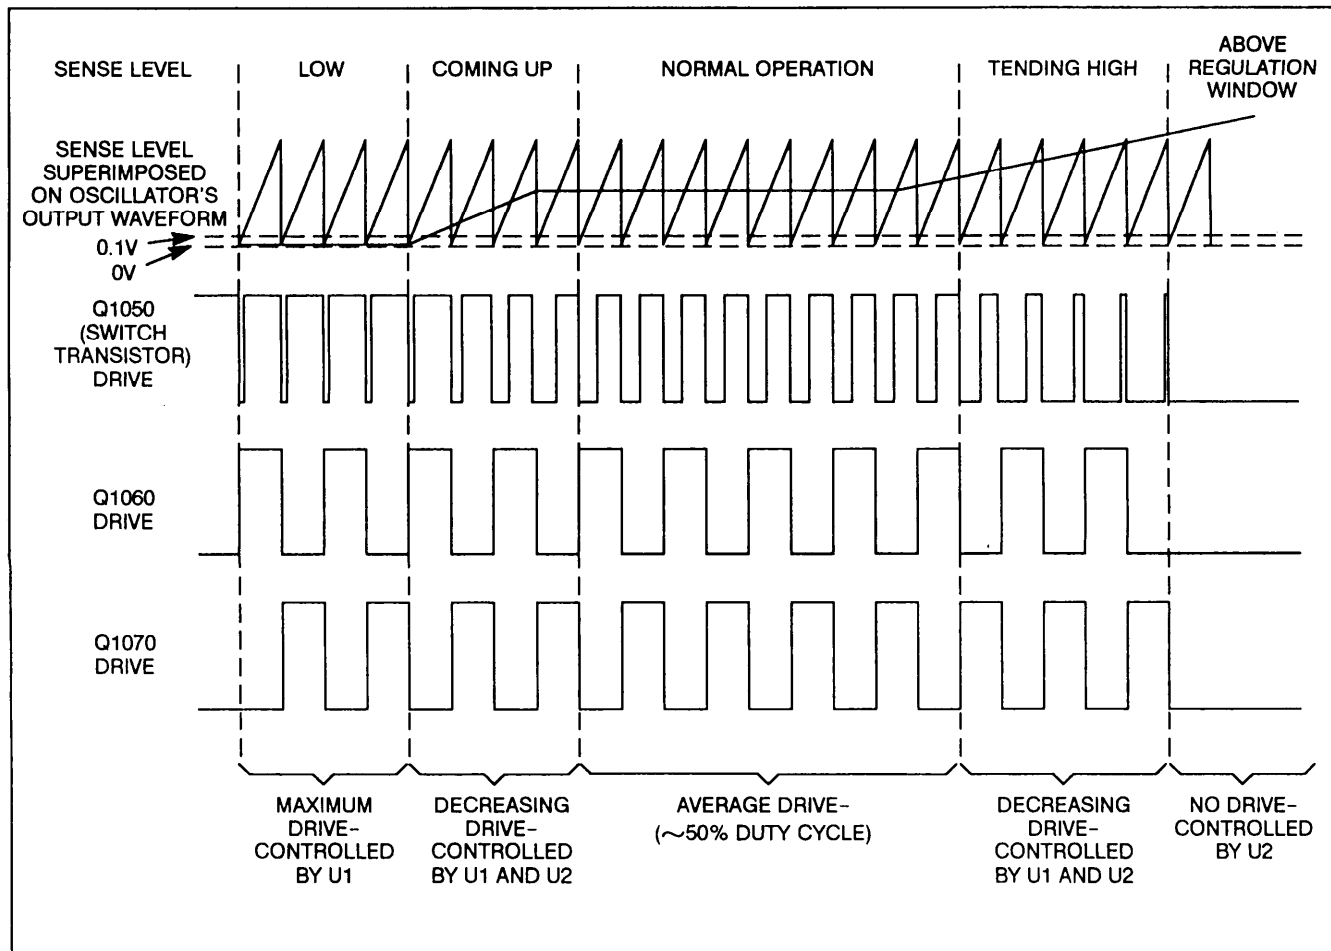 SENSE LEVEL
LOW
COMING UP
NORMAL OPERATION
TENDING HIGH
ABOVE
REGULATION
WINDOW
SENSE LEVEL
SUPERIMPOSED
ON OSCILLATOR'S
OUTPUT WAVEFORM
0.1V
0V
Q1050
(SWITCH
TRANSISTOR)
DRIVE
Q1060
DRIVE
Q1070
DRIVE
MAXIMUM
DRIVE–
CONTROLLED
BY U1
DECREASING
DRIVE–
CONTROLLED
BY U1 AND U2
AVERAGE DRIVE–
(∼50% DUTY CYCLE)
DECREASING
DRIVE–
CONTROLLED
BY U1 AND U2
NO DRIVE–
CONTROLLED
BY U2